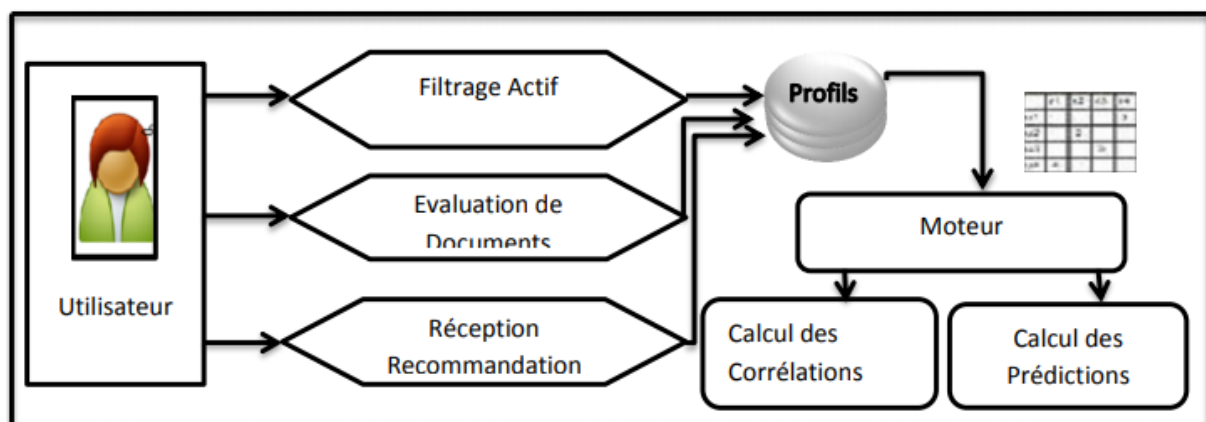 Utilisateur
Filtrage Actif
Evaluation de
Documents
Réception
Recommandation
Profils
Moteur
Calcul des
Corrélations
Calcul des
Prédictions